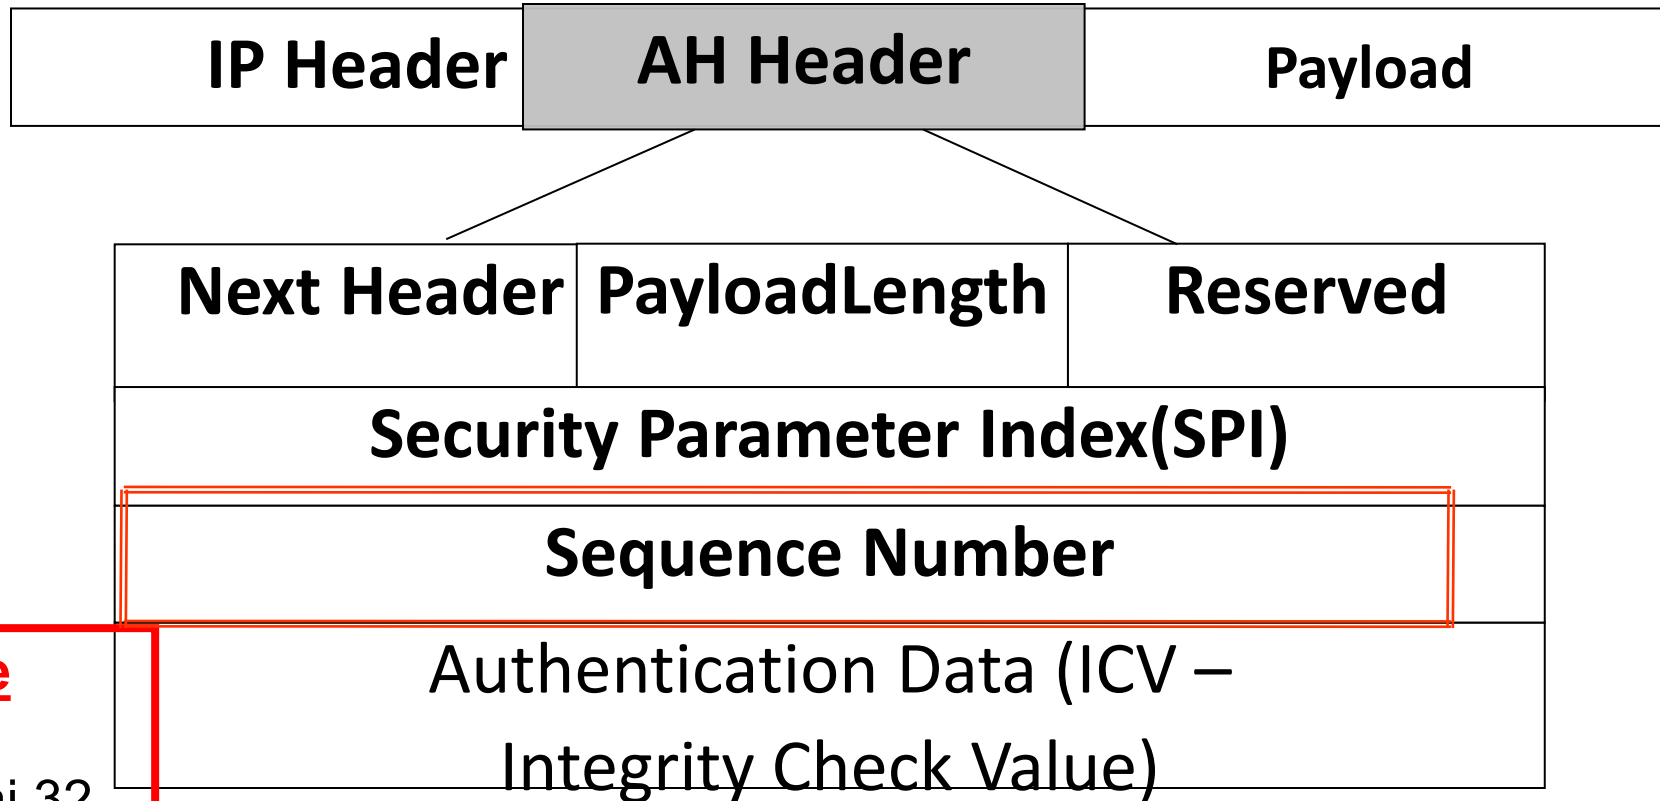 IP Header AH Header Payload
Next Header PayloadLength Reserved
Security Parameter Index(SPI)
Sequence Number
Authentication Data (ICV –
Integrity Check Value)
32